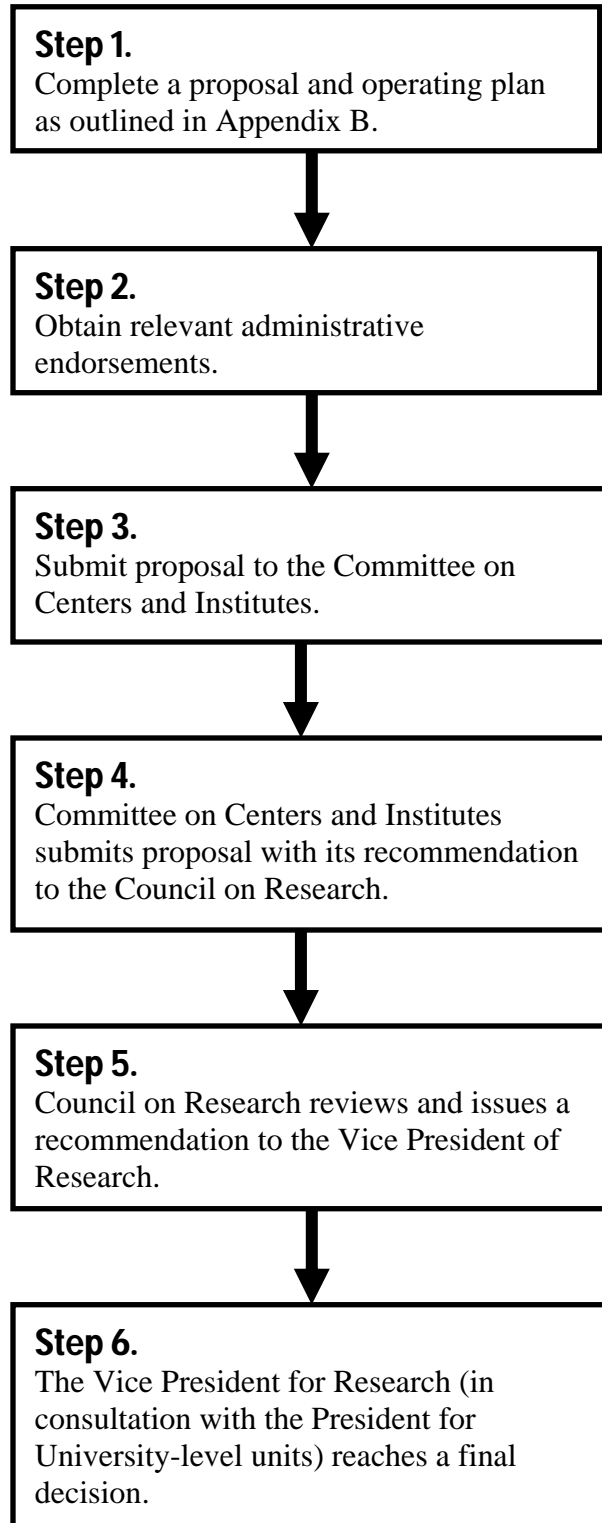 Step 1.
Complete a proposal and operating plan
as outlined in Appendix B.
Step 2.
Obtain relevant administrative
endorsements.
Step 3.
Submit proposal to the Committee on
Centers and Institutes.
Step 4.
Committee on Centers and Institutes
submits proposal with its recommendation
to the Council on Research.
Step 5.
Council on Research reviews and issues a
recommendation to the Vice President of
Research.
Step 6.
The Vice President for Research (in
consultation with the President for
University-level units) reaches a final
decision.